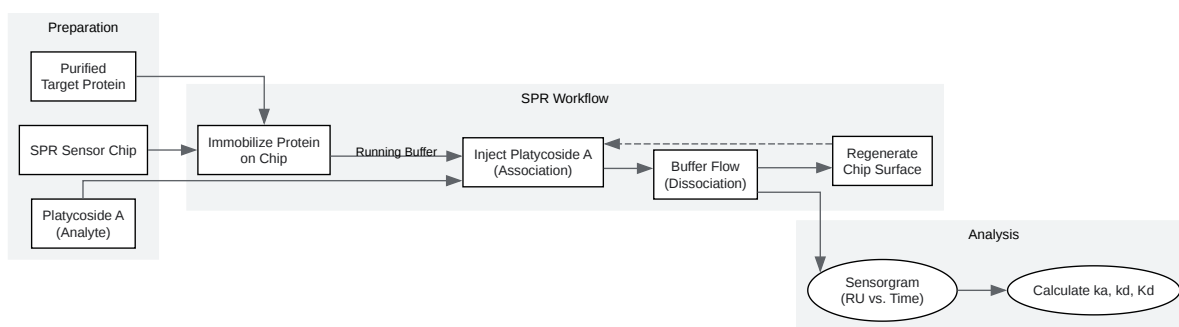 Preparation
Purified
Target Protein
SPR Sensor Chip
Platycoside A
(Analyte)
SPR Workflow
Immobilize Protein
on Chip
Running Buffer
Inject Platycoside A
(Association)
Buffer Flow
(Dissociation)
Regenerate
Chip Surface
Analysis
Sensorgram
(RU vs. Time)
Calculate ka, kd, Kd